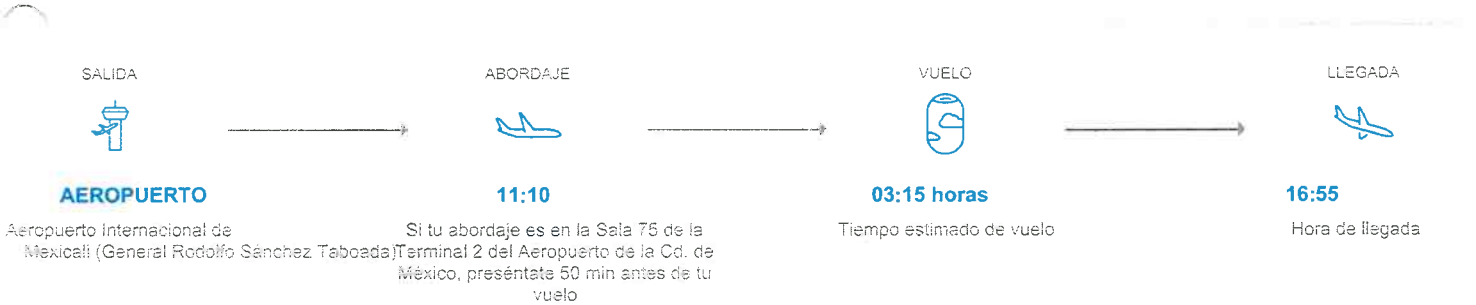 SALIDA
ABORDAJE
VUELO
LLEGADA
AEROPUERTO
11:10
03:15 horas
16:55
Aeropuerto Internacional de
Mexicali (General Rodolfo Sánchez Taboada)
Si tu abordaje es en la Sala 75 de la
Terminal 2 del Aeropuerto de la Cd. de
México, preséntate 50 min antes de tu
vuelo
Tiempo estimado de vuelo
Hora de llegada